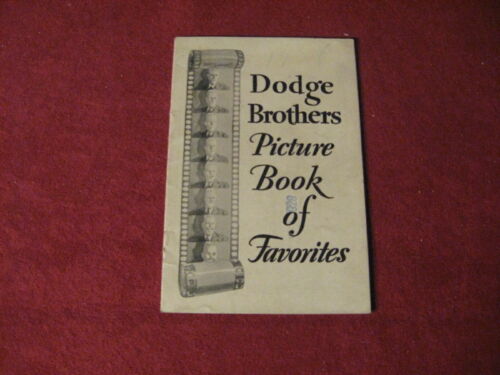 Dodge
Brothers
Picture
Book
of
Favorites